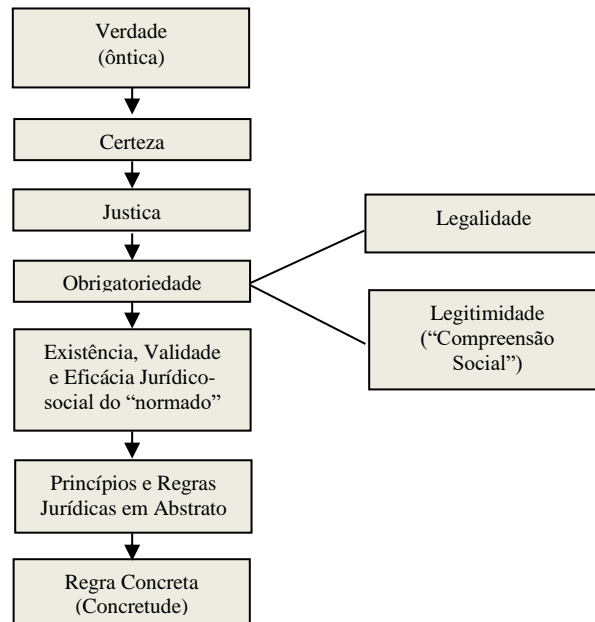 Verdade
(ôntica)
Certeza
Justica
Obrigatoriedade
Legalidade
Legitimidade
(“Compreensão
Social”)
Existência, Validade
e Eficácia Jurídico-
social do “normado”
Princípios e Regras
Jurídicas em Abstrato
Regra Concreta
(Concretude)